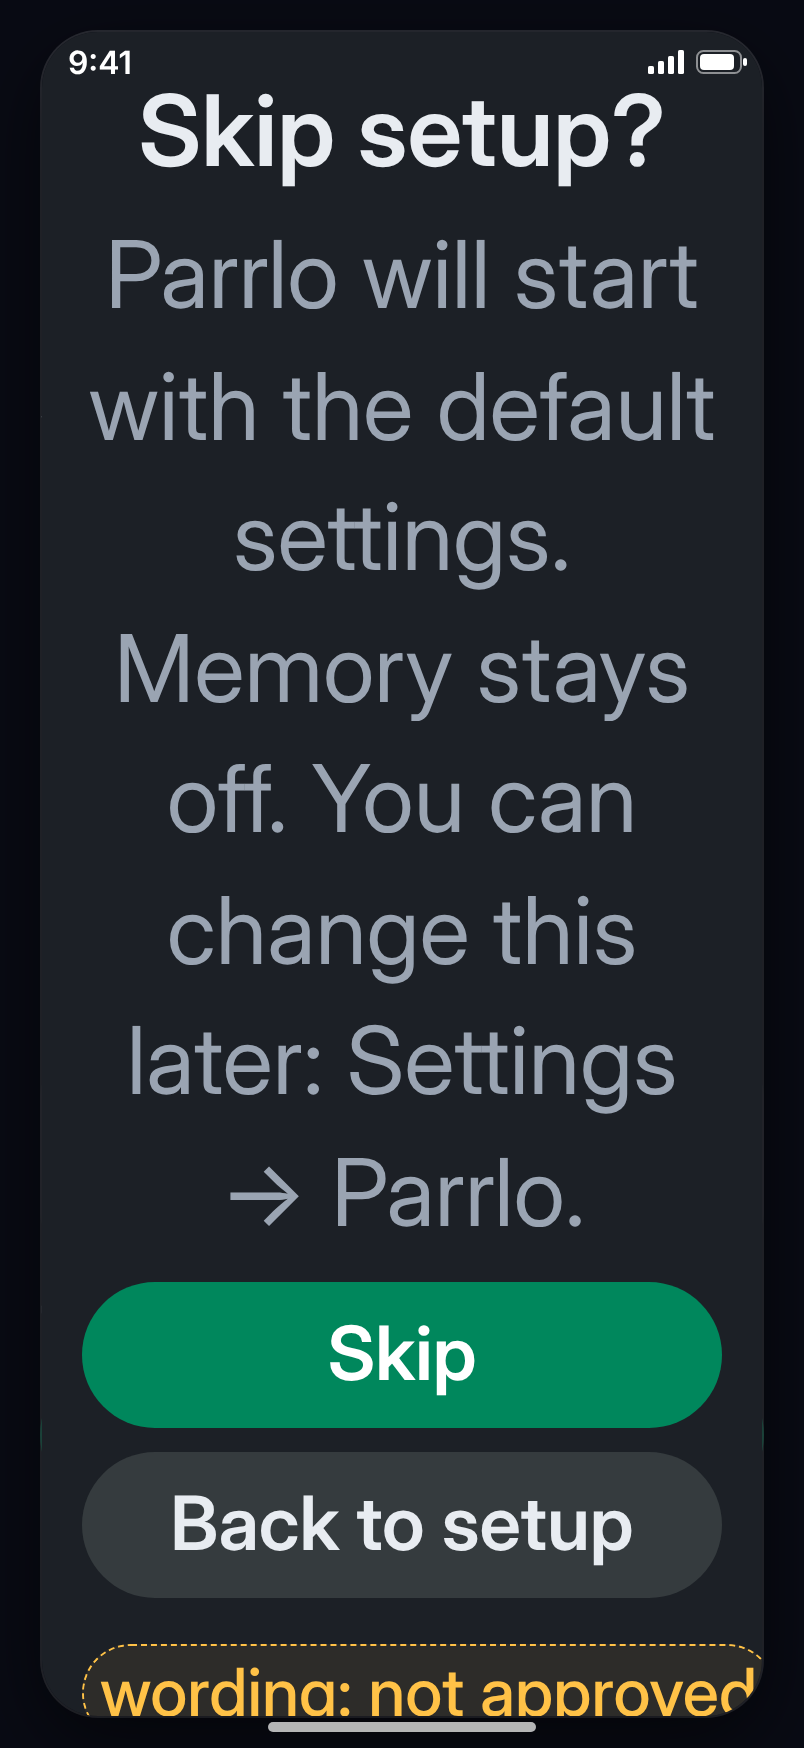 9:41
Skip setup?
Parrlo will start
with the default
settings.
Memory stays
off. You can
change this
later: Settings
→ Parrlo.
Skip
Back to setup
wording: not approved